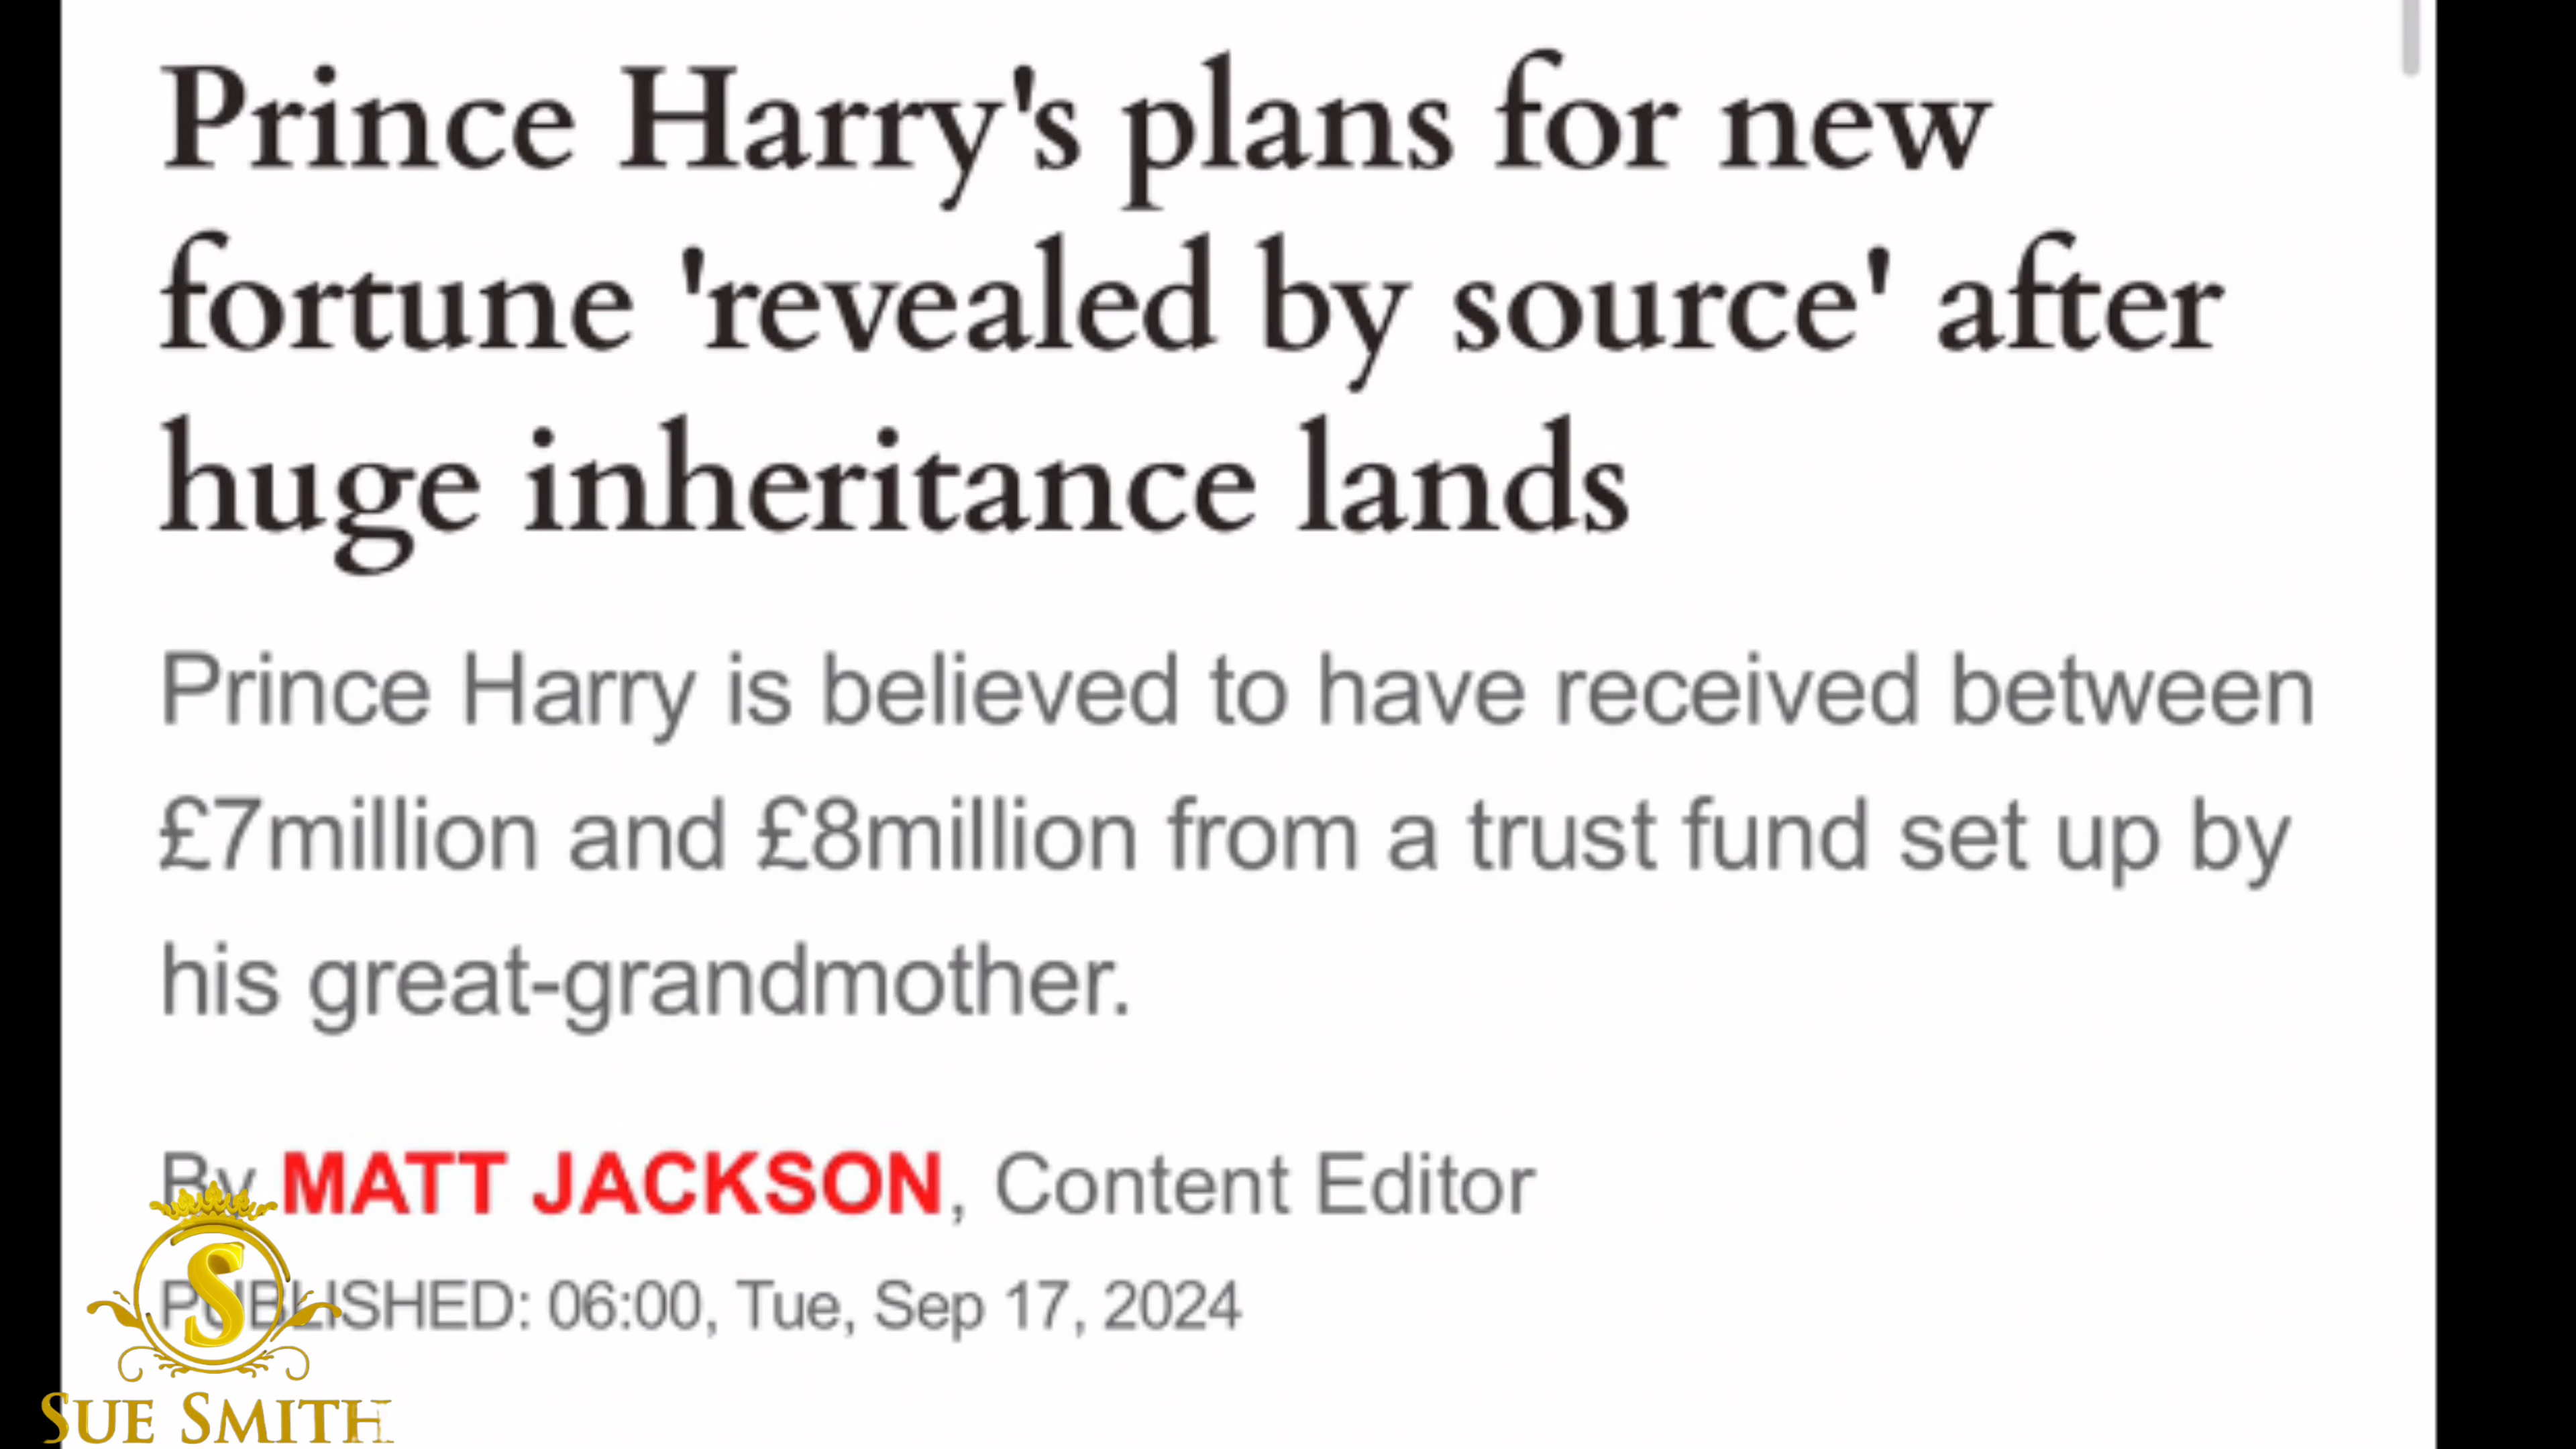 Prince Harry's plans for new
fortune 'revealed by source' after
huge inheritance lands
Prince Harry is believed to have received between
£7million and £8million from a trust fund set up by
his great-grandmother.
By MATT JACKSON, Content Editor
PUBLISHED: 06:00, Tue, Sep 17, 2024
S
SUE SMITH